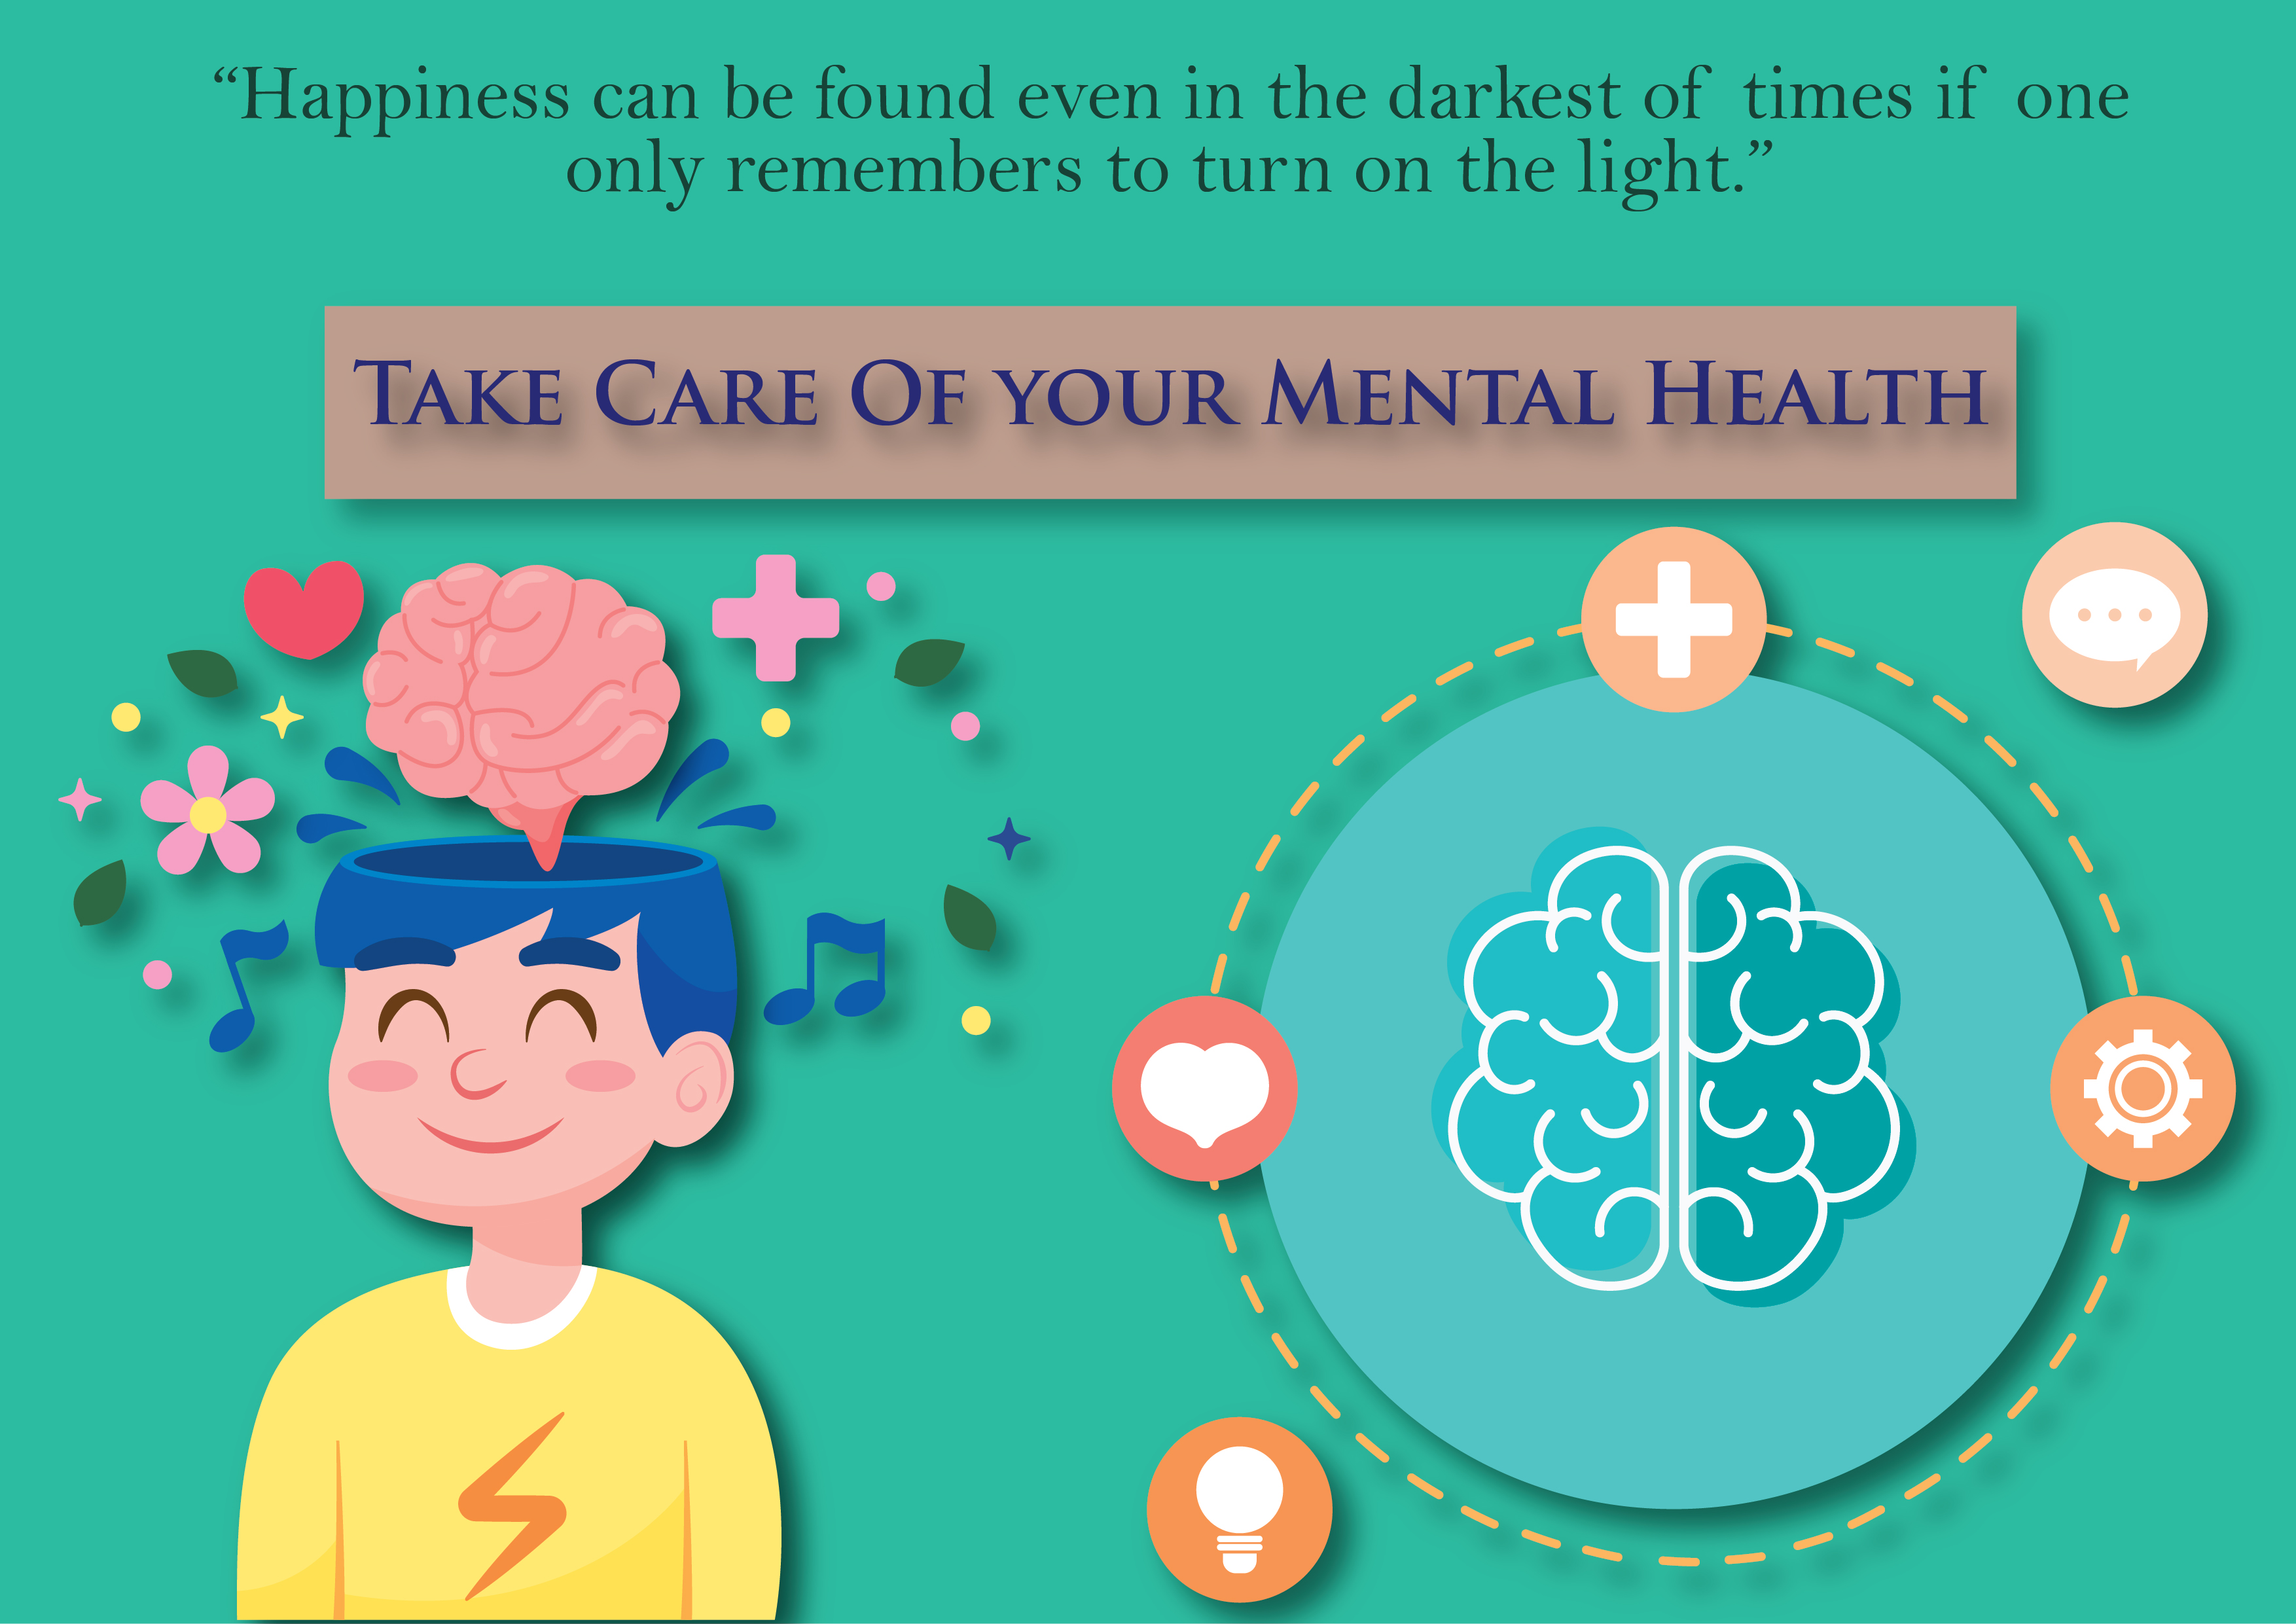 “Happiness can be found even in the darkest of times if one
only remembers to turn on the light.”
Take Care Of your Mental Health